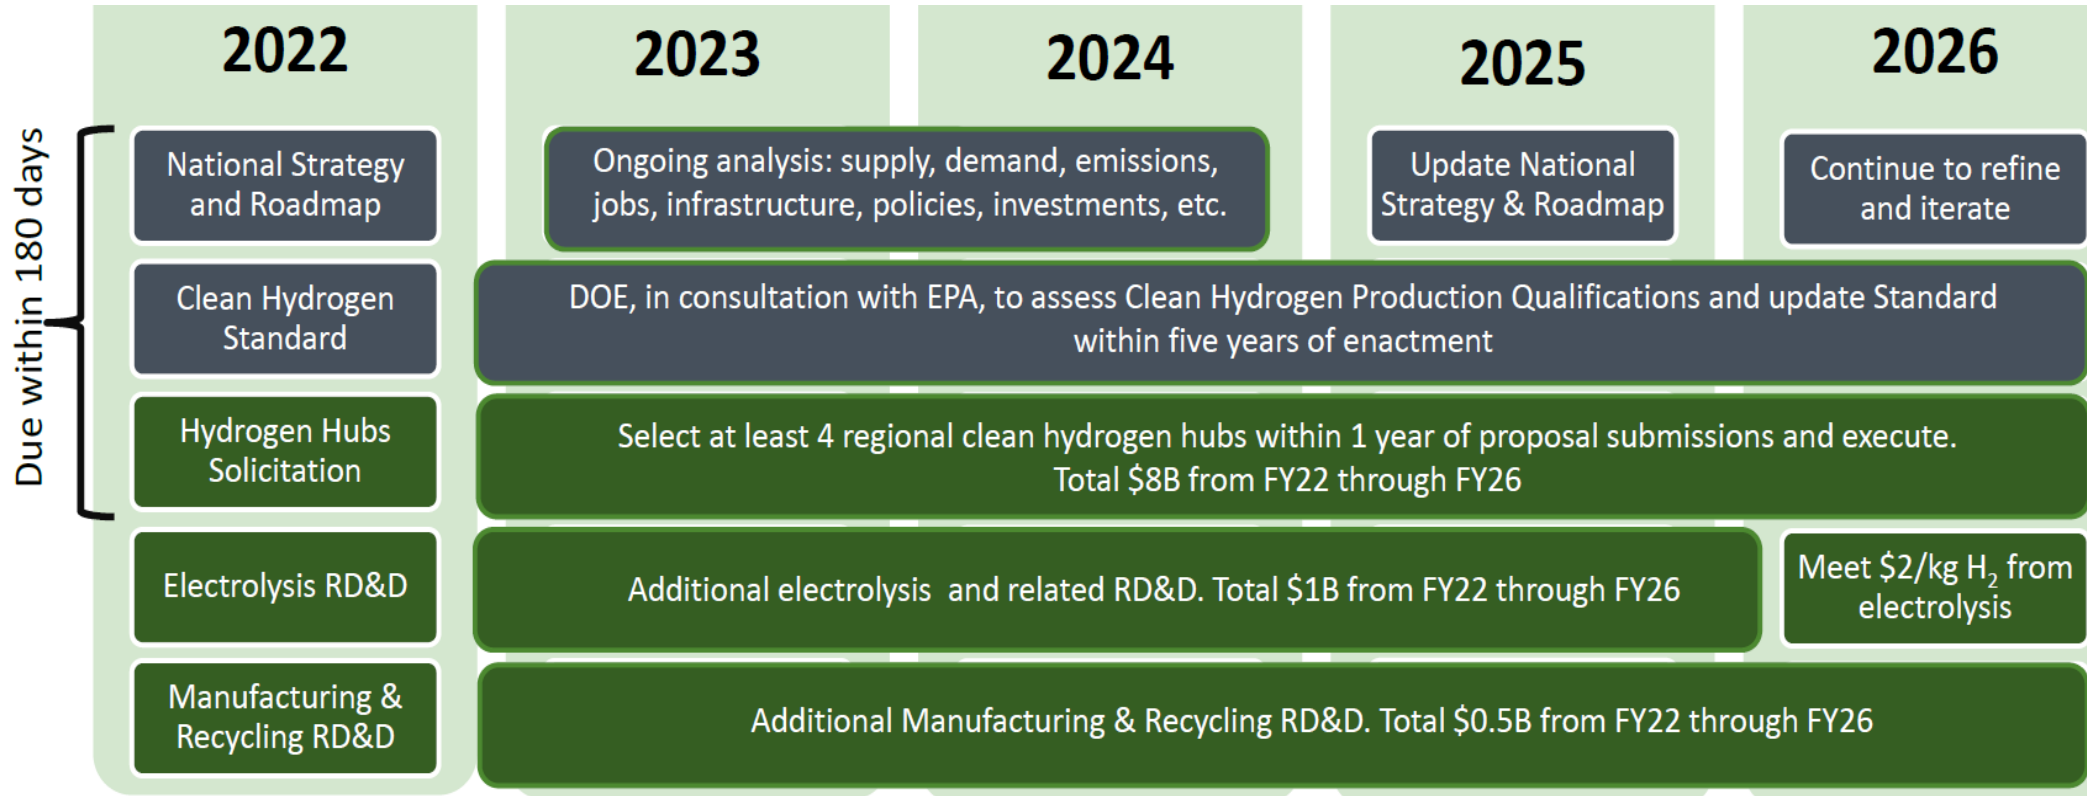 2022
2023
2024
2025
2026
Due within 180 days
National Strategy
and Roadmap
Ongoing analysis: supply, demand, emissions,
jobs, infrastructure, policies, investments, etc.
Update National
Strategy & Roadmap
Continue to refine
and iterate
Clean Hydrogen
Standard
DOE, in consultation with EPA, to assess Clean Hydrogen Production Qualifications and update Standard
within five years of enactment
Hydrogen Hubs
Solicitation
Select at least 4 regional clean hydrogen hubs within 1 year of proposal submissions and execute.
Total $8B from FY22 through FY26
Electrolysis RD&D
Additional electrolysis  and related RD&D. Total $1B from FY22 through FY26
Meet $2/kg H₂ from
electrolysis
Manufacturing &
Recycling RD&D
Additional Manufacturing & Recycling RD&D. Total $0.5B from FY22 through FY26